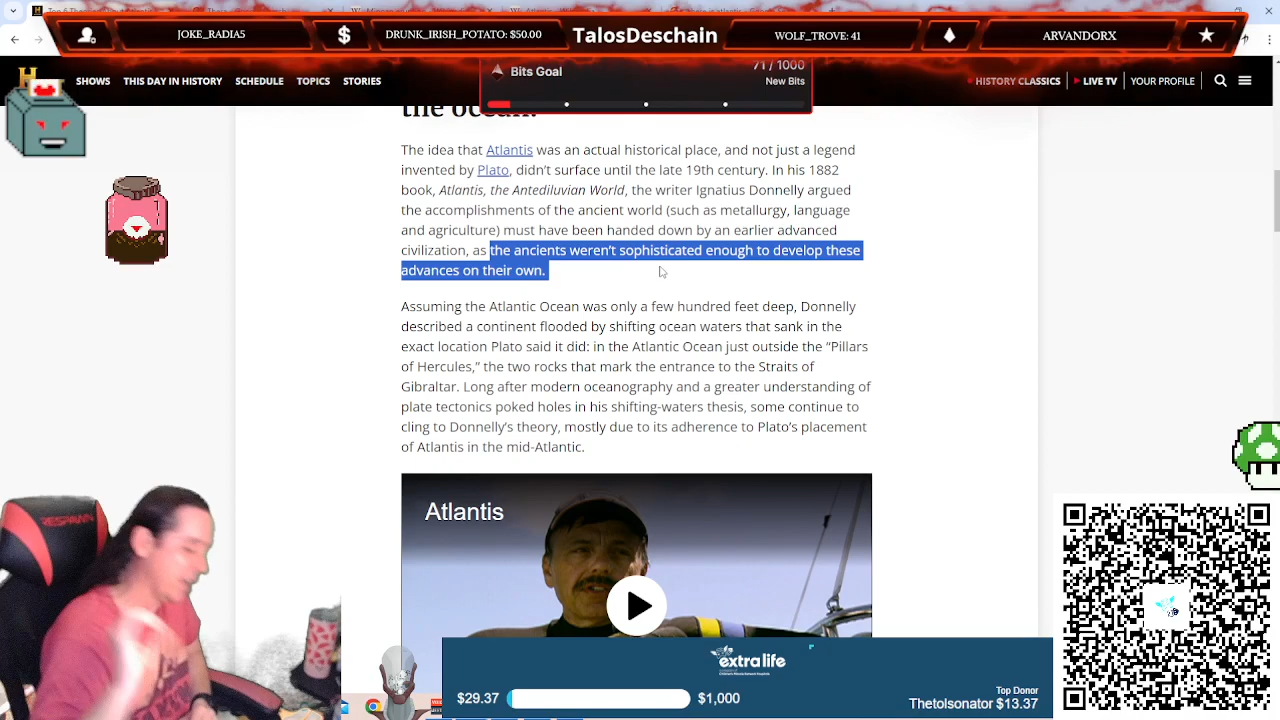 JOKE_RADIA5
$
DRUNK_IRISH_POTATO: $50.00
TalosDeschain
WOLF_TROVE: 41
ARVANDORX
H
SHOWS
THIS DAY IN HISTORY
SCHEDULE
TOPICS
STORIES
Bits Goal
71 / 1000
New Bits
HISTORY CLASSICS
LIVE TV
YOUR PROFILE
the ocean.
The idea that Atlantis was an actual historical place, and not just a legend
invented by Plato, didn't surface until the late 19th century. In his 1882
book, Atlantis, the Antediluvian World, the writer Ignatius Donnelly argued
the accomplishments of the ancient world (such as metallurgy, language
and agriculture) must have been handed down by an earlier advanced
civilization, as the ancients weren't sophisticated enough to develop these
advances on their own.
Assuming the Atlantic Ocean was only a few hundred feet deep, Donnelly
described a continent flooded by shifting ocean waters that sank in the
exact location Plato said it did: in the Atlantic Ocean just outside the "Pillars
of Hercules," the two rocks that mark the entrance to the Straits of
Gibraltar. Long after modern oceanography and a greater understanding of
plate tectonics poked holes in his shifting-waters thesis, some continue to
cling to Donnelly's theory, mostly due to its adherence to Plato's placement
of Atlantis in the mid-Atlantic.
Atlantis
RESPAWN
extralife
Children's Miracle Network Hospitals
$29.37
$1,000
Top Donor
Thetolsonator $13.37